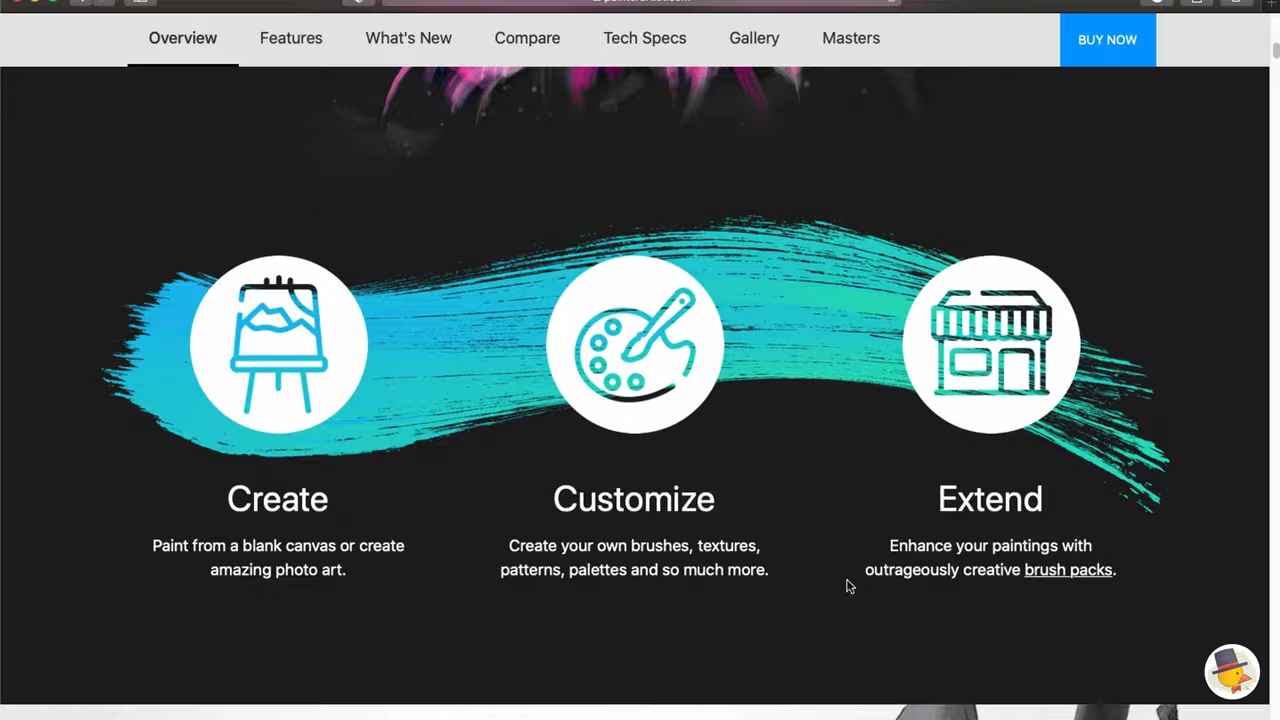 Overview Features What's New Compare Tech Specs Gallery Masters BUY NOW
Create
Paint from a blank canvas or create
amazing photo art.
Customize
Create your own brushes, textures,
patterns, palettes and so much more.
Extend
Enhance your paintings with
outrageously creative brush packs.